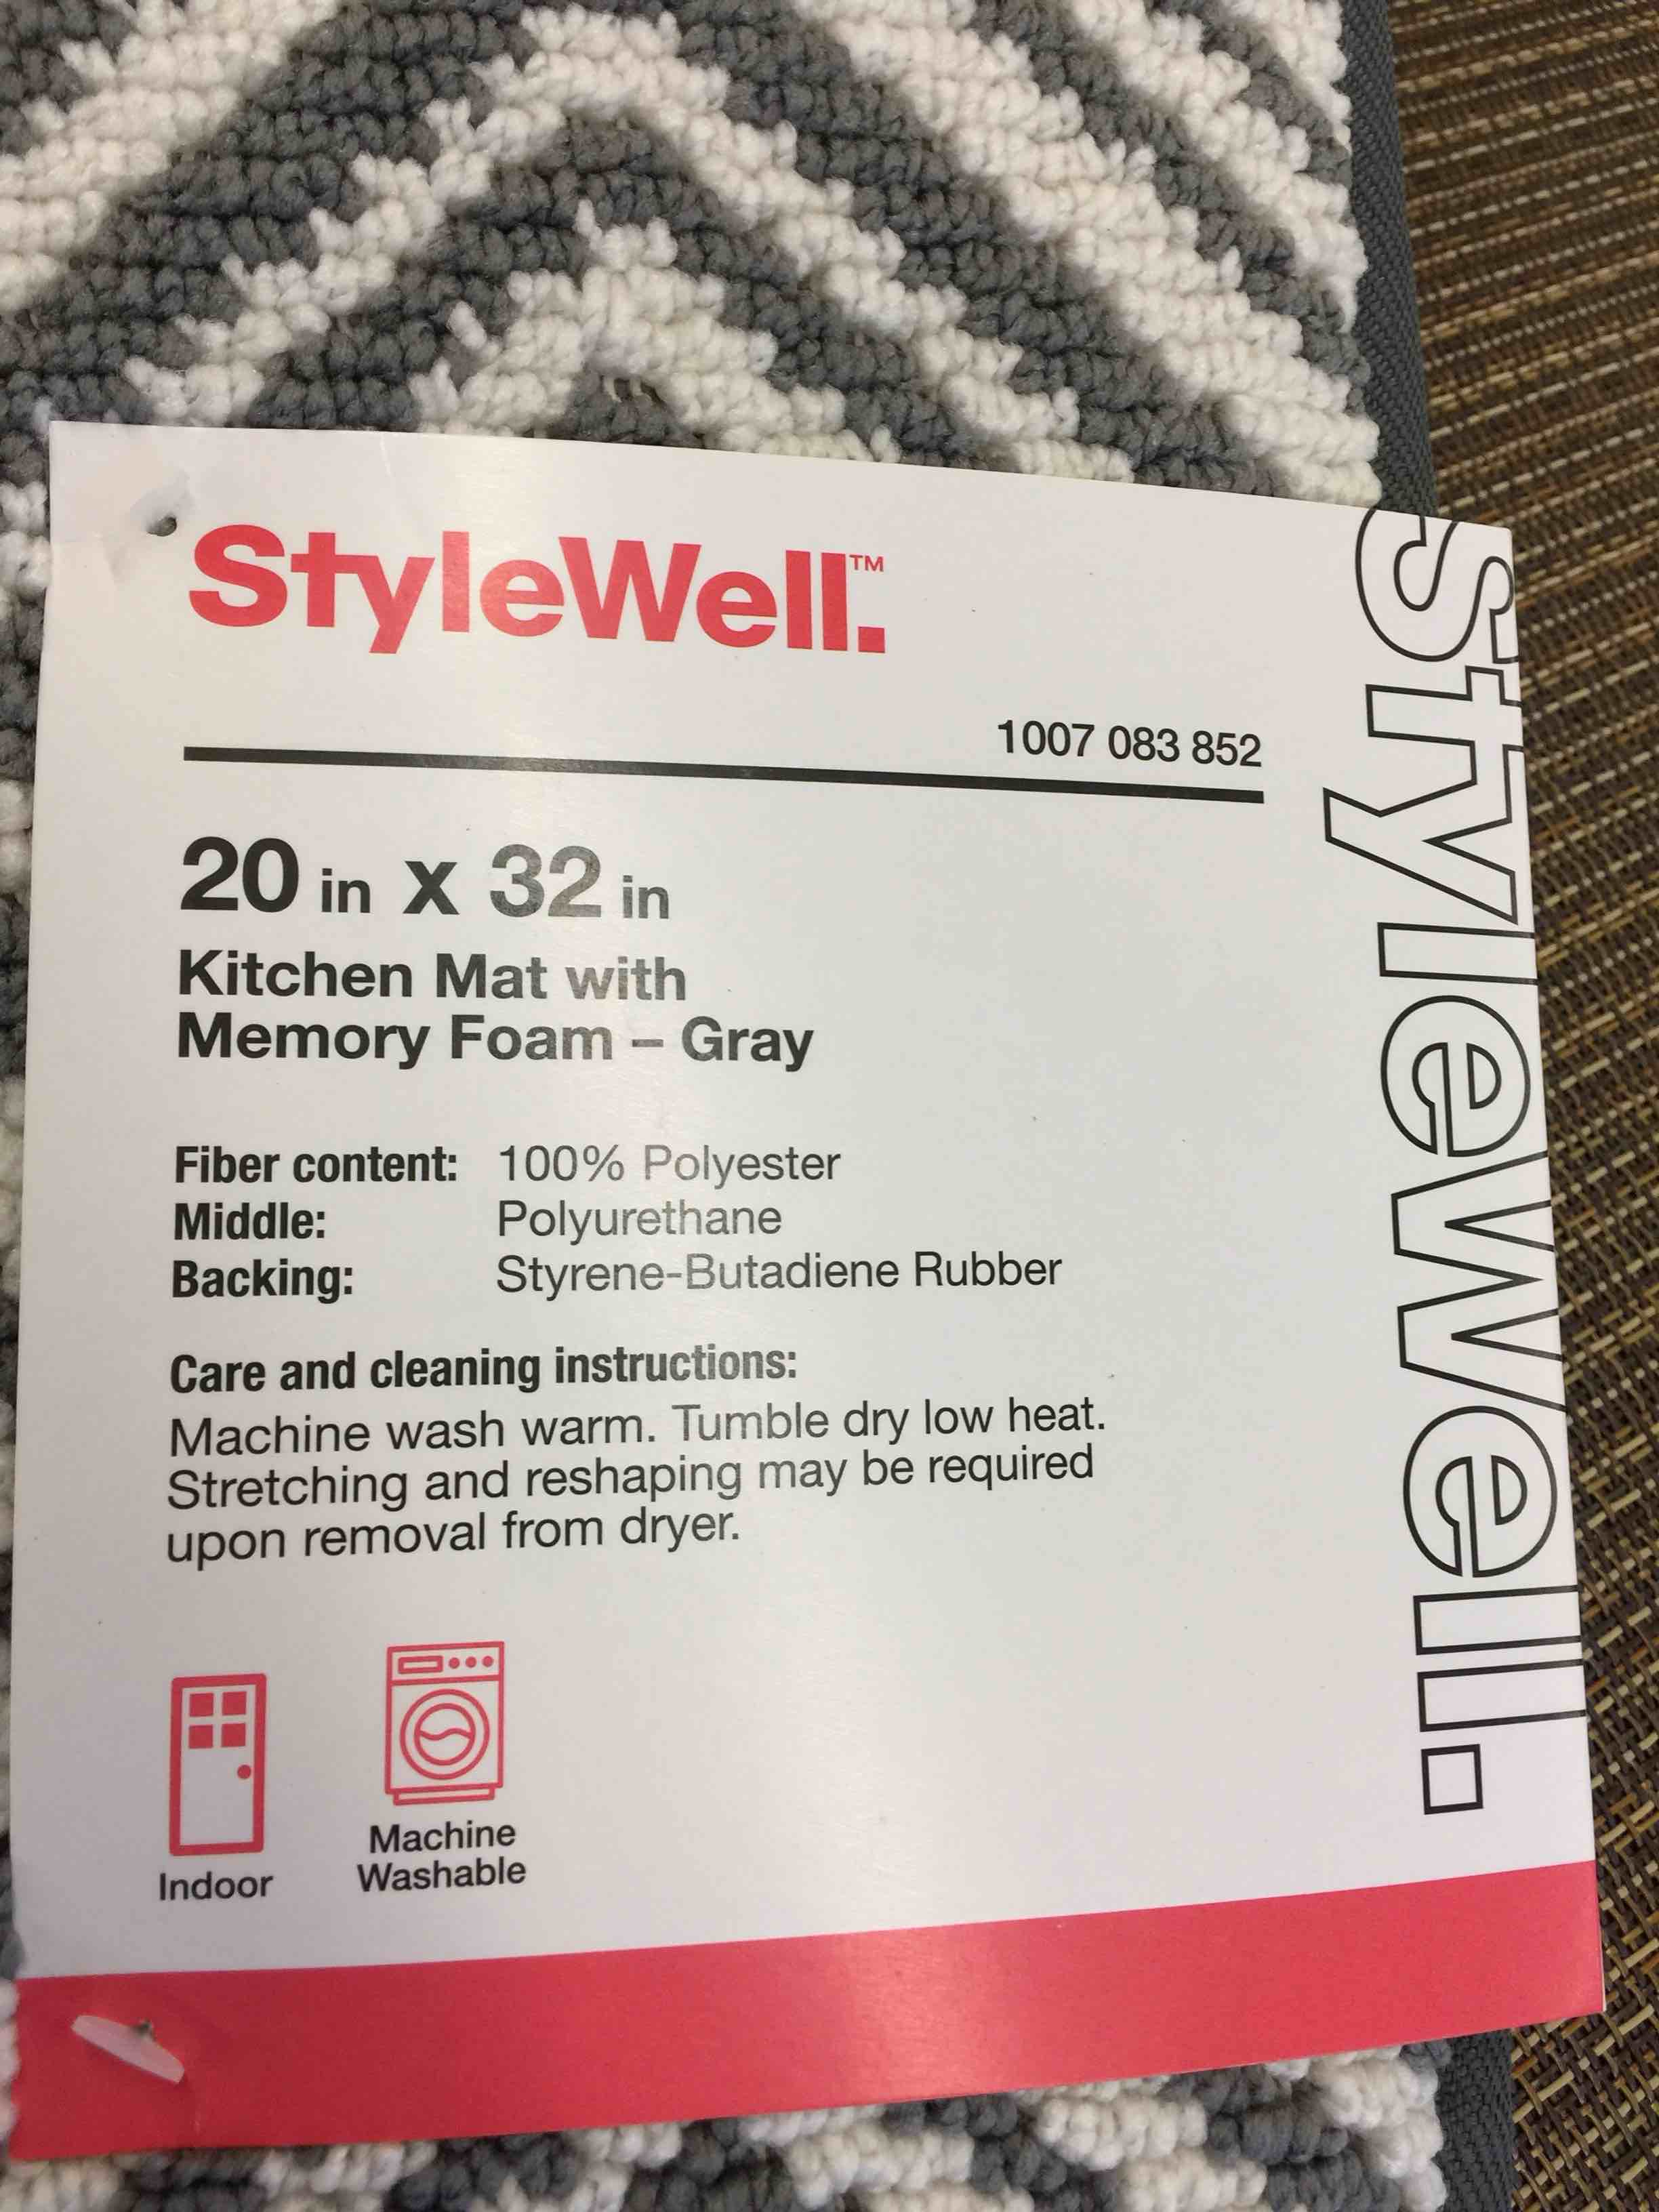 StyleWell.™
1007 083 852
20 in x 32 in
Kitchen Mat with
Memory Foam – Gray
Fiber content: 100% Polyester
Middle: Polyurethane
Backing: Styrene-Butadiene Rubber
Care and cleaning instructions:
Machine wash warm. Tumble dry low heat.
Stretching and reshaping may be required
upon removal from dryer.
Indoor
Machine
Washable
StyleWell.